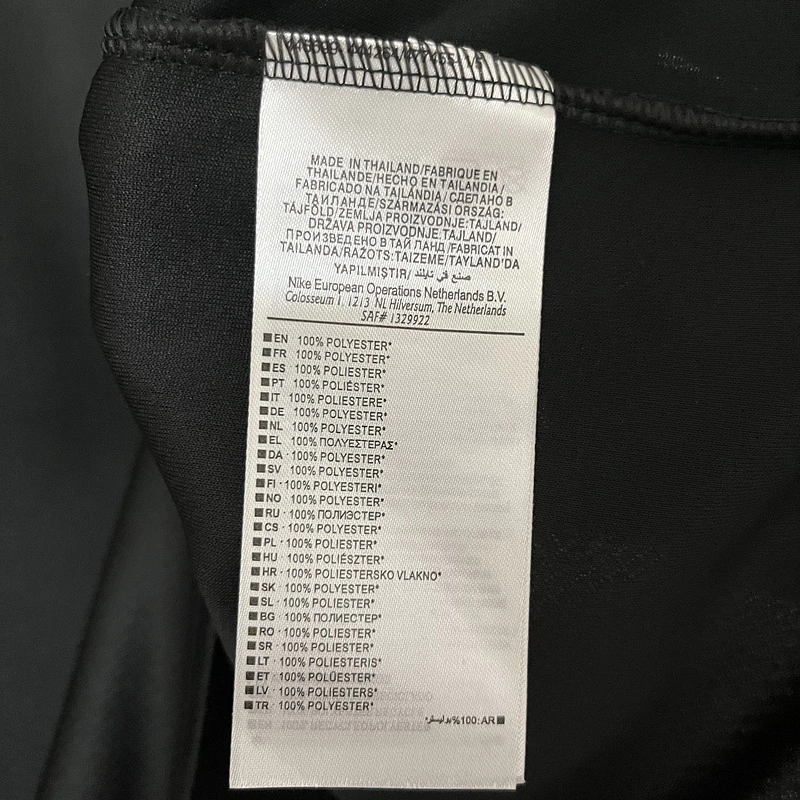 MADE IN THAILAND/FABRIQUE EN
THAILANDE/HECHO EN TAILANDIA/
FABRICADO NA TAILÂNDIA/СДЕЛАНО В
ТАИЛАНДЕ/SZÁRMAZÁSI ORSZÁG:
TÁJFÖLD/ZEMLJA PROIZVODNJE:TAJLAND/
DRŽAVA PROIZVODNJE:TAJLAND/
ПРОИЗВЕДЕНО В ТАЙЛАНД/FABRICAT IN
TAILANDA/RAŽOTS:TAIZEME/TAYLAND'DA
YAPILMIŞTIR/ صنع في تايلند
Nike European Operations Netherlands B.V.
Colosseum 1, 1213 NL Hilversum, The Netherlands
SAF# 1329922
EN 100% POLYESTER*
FR 100% POLYESTER*
ES 100% POLIESTER*
PT 100% POLIÉSTER*
IT 100% POLIESTERE*
DE 100% POLYESTER*
NL 100% POLYESTER*
EL 100% ΠΟΛΥΕΣΤΕΡΑΣ*
DA · 100% POLYESTER*
SV · 100% POLYESTER*
FI · 100% POLYESTERI*
NO · 100% POLYESTER*
RU · 100% ПОЛИЭСТЕР*
CS · 100% POLYESTER*
PL · 100% POLIESTER*
HU · 100% POLIÉSZTER*
HR · 100% POLIESTERSKO VLAKNO*
SK · 100% POLYESTER*
SL · 100% POLIESTER*
BG · 100% ПОЛИЕСТЕР*
RO · 100% POLIESTER*
SR · 100% POLIESTER*
LT · 100% POLIESTERIS*
ET · 100% POLÜESTER*
LV · 100% POLIESTERS*
TR · 100% POLYESTER*
AR: 100% بوليستر*